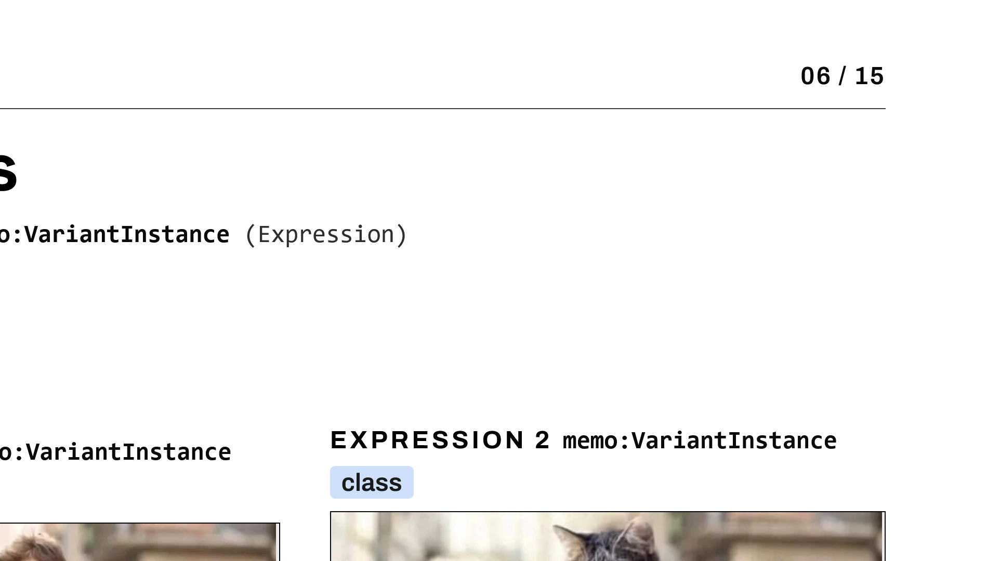 06 / 15
s
o:VariantInstance (Expression)
o:VariantInstance
EXPRESSION 2 memo:VariantInstance
class